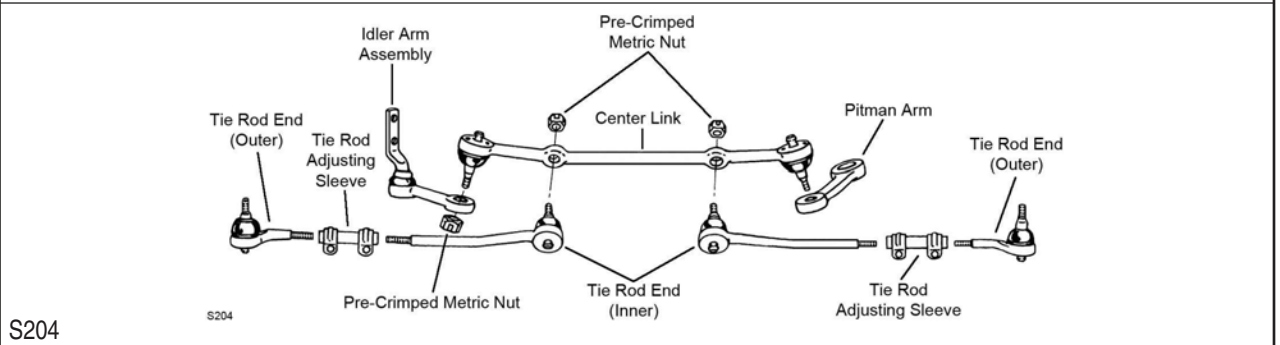 Pre-Crimped
Metric Nut
Idler Arm
Assembly
Center Link
Pitman Arm
Tie Rod End
(Outer)
Tie Rod
Adjusting
Sleeve
Tie Rod End
(Outer)
Pre-Crimped Metric Nut
Tie Rod End
(Inner)
Tie Rod
Adjusting Sleeve
S204
S204